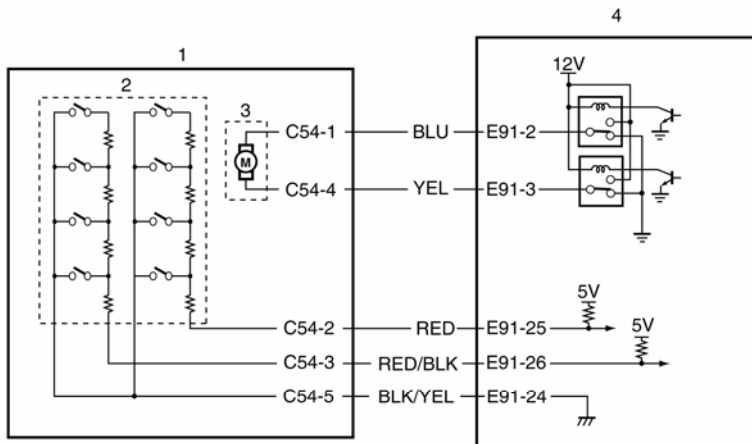 4
1
2
12V
3
C54-1 BLU E91-2
M
C54-4 YEL E91-3
5V
5V
C54-2 RED E91-25
C54-3 RED/BLK E91-26
C54-5 BLK/YEL E91-24